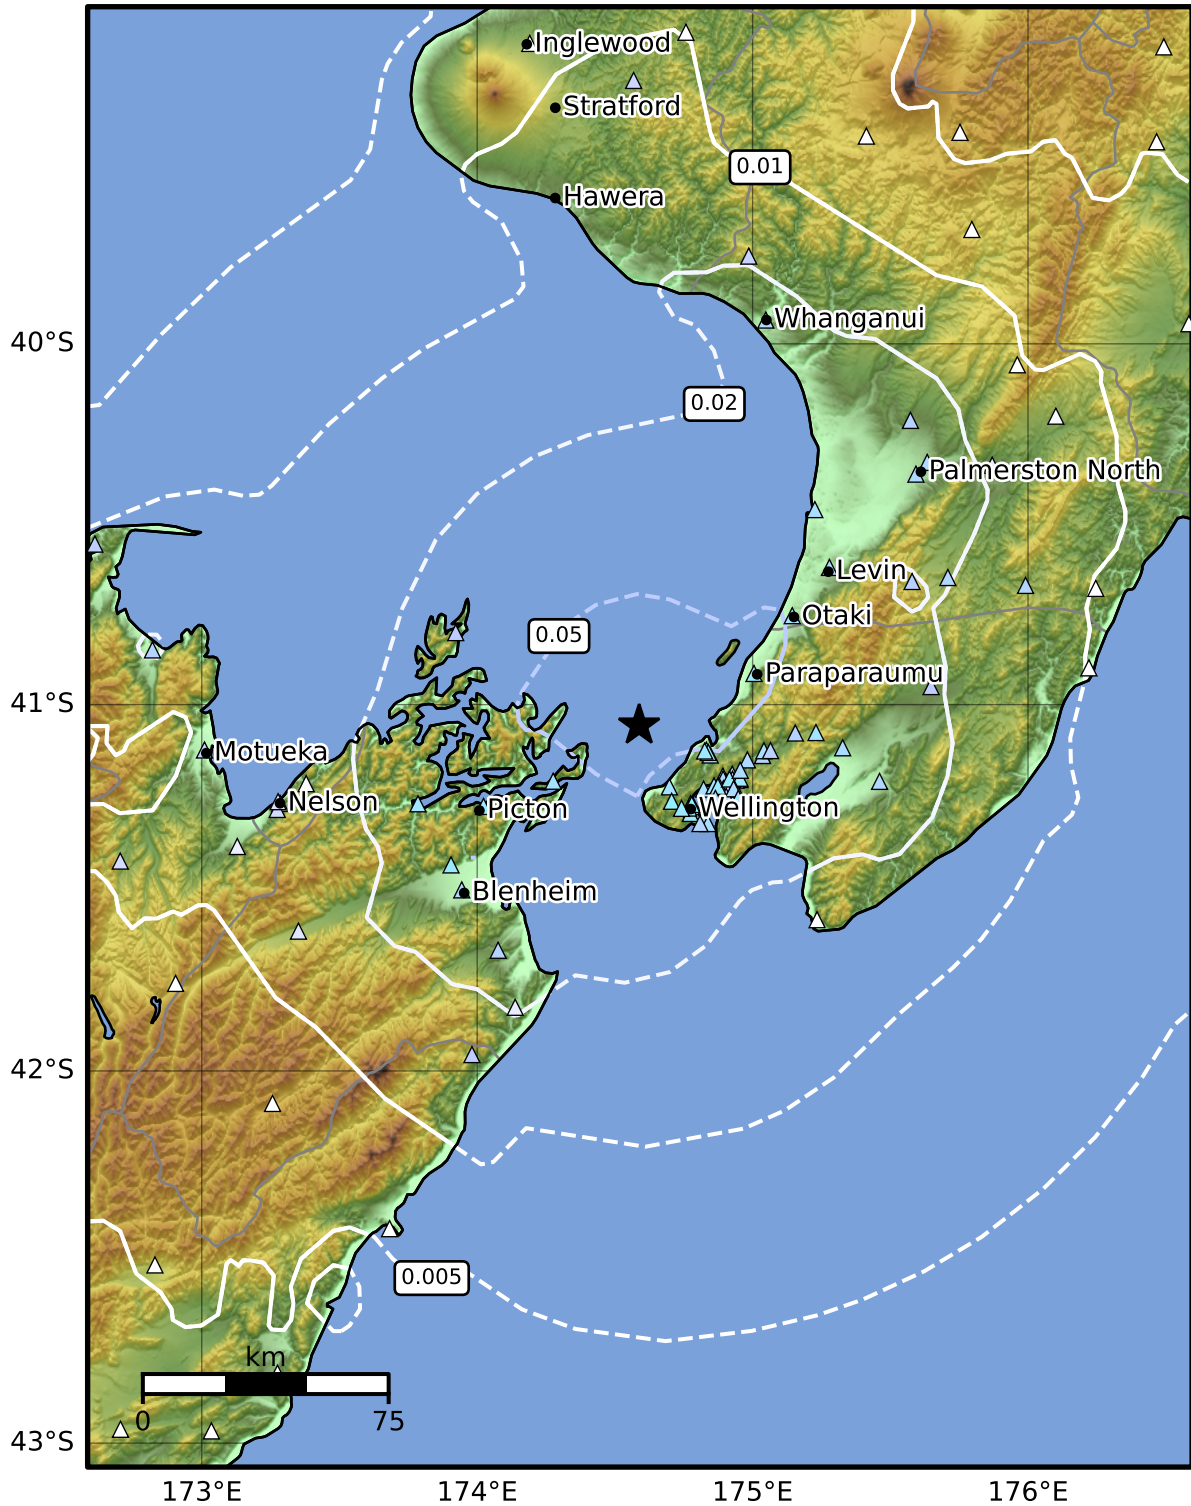 Inglewood
Stratford
0.01
Hawera
Whanganui
40°S
0.02
Palmerston North
Levin
Otaki
0.05
Paraparaumu
41°S
Motueka
Nelson
Picton
Wellington
Blenheim
42°S
0.005
km
0
75
43°S
173°E
174°E
175°E
176°E